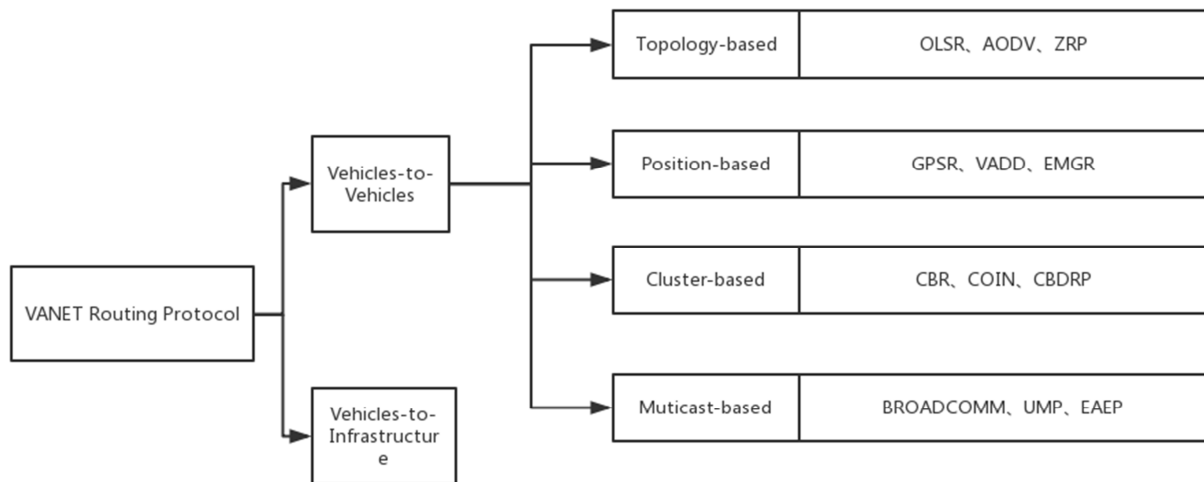 Topology-based
OLSR、AODV、ZRP
Vehicles-to-
Vehicles
Position-based
GPSR、VADD、EMGR
VANET Routing Protocol
Cluster-based
CBR、COIN、CBDRP
Vehicles-to-
Infrastructur
e
Muticast-based
BROADCOMM、UMP、EAEP